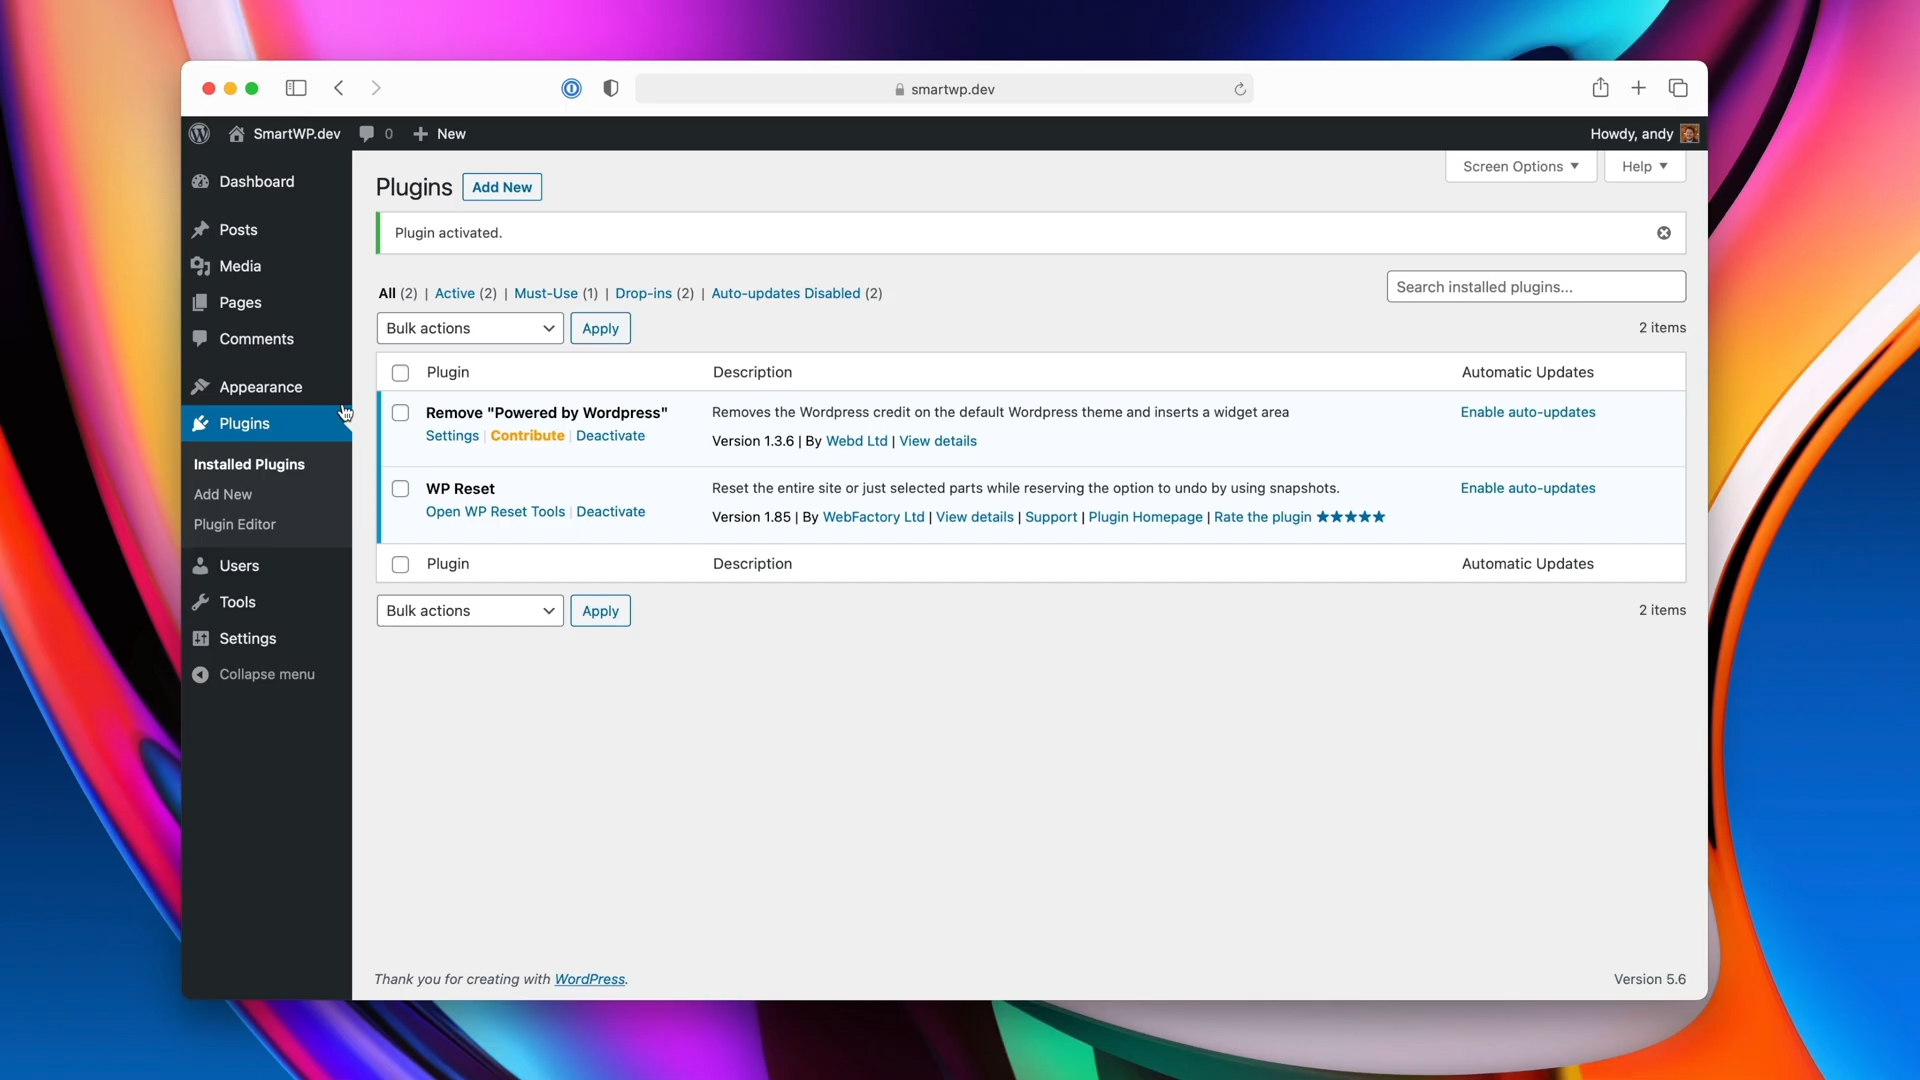 smartwp.dev
SmartWP.dev 0 New Howdy, andy
Dashboard
Posts
Media
Pages
Comments
Appearance
Plugins
Installed Plugins
Add New
Plugin Editor
Users
Tools
Settings
Collapse menu
Screen Options Help
Plugins Add New
Plugin activated.
All (2) | Active (2) | Must-Use (1) | Drop-ins (2) | Auto-updates Disabled (2)
Search installed plugins...
Bulk actions Apply 2 items
Plugin Description Automatic Updates
Remove "Powered by Wordpress" Removes the Wordpress credit on the default Wordpress theme and inserts a widget area Enable auto-updates
Settings | Contribute | Deactivate Version 1.3.6 | By Webd Ltd | View details
WP Reset Reset the entire site or just selected parts while reserving the option to undo by using snapshots. Enable auto-updates
Open WP Reset Tools | Deactivate Version 1.85 | By WebFactory Ltd | View details | Support | Plugin Homepage | Rate the plugin ★★★★★
Plugin Description Automatic Updates
Bulk actions Apply 2 items
Thank you for creating with WordPress. Version 5.6